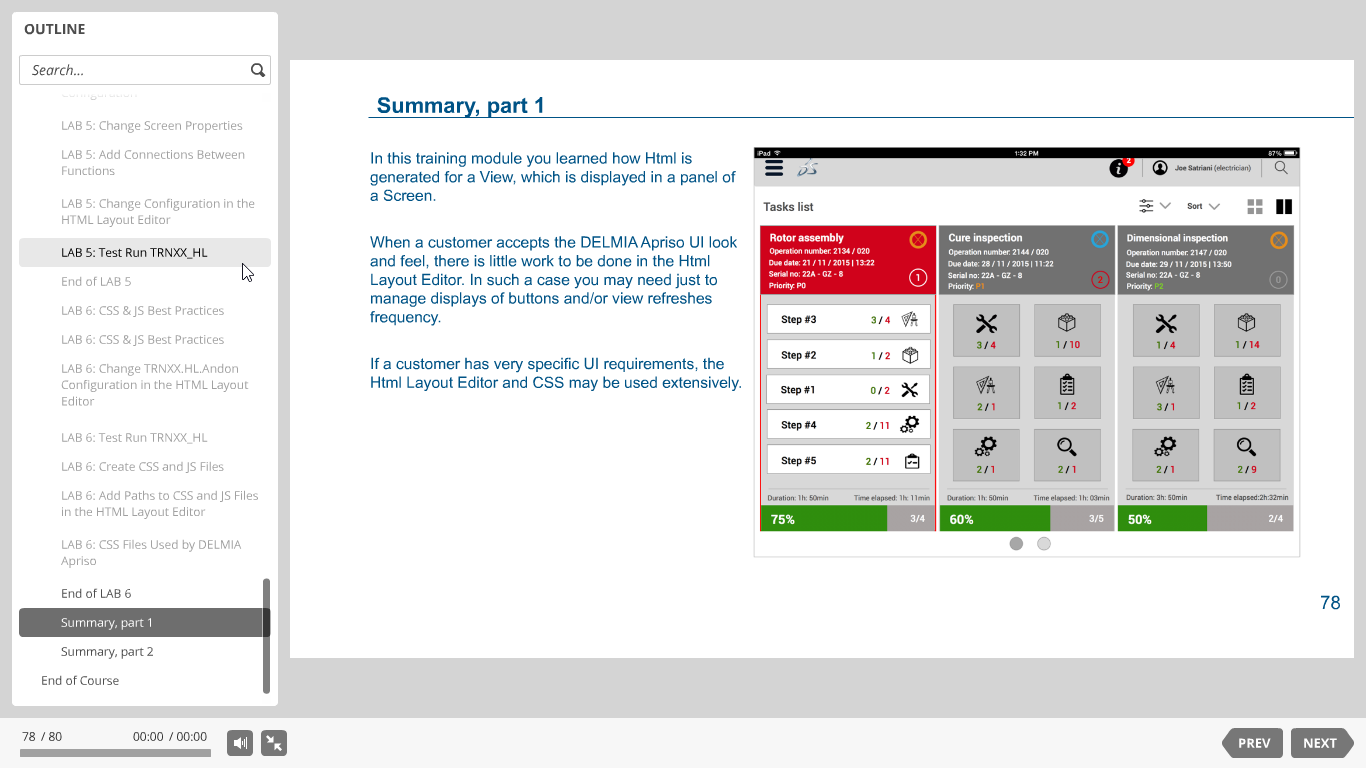 OUTLINE
Search...
Configuration
LAB 5: Change Screen Properties
LAB 5: Add Connections Between
Functions
LAB 5: Change Configuration in the
HTML Layout Editor
LAB 5: Test Run TRNXX_HL
End of LAB 5
LAB 6: CSS & JS Best Practices
LAB 6: CSS & JS Best Practices
LAB 6: Change TRNXX.HL.Andon
Configuration in the HTML Layout
Editor
LAB 6: Test Run TRNXX_HL
LAB 6: Create CSS and JS Files
LAB 6: Add Paths to CSS and JS Files
in the HTML Layout Editor
LAB 6: CSS Files Used by DELMIA
Apriso
End of LAB 6
Summary, part 1
Summary, part 2
End of Course
Summary, part 1
In this training module you learned how Html is
generated for a View, which is displayed in a panel of
a Screen.
When a customer accepts the DELMIA Apriso UI look
and feel, there is little work to be done in the Html
Layout Editor. In such a case you may need just to
manage displays of buttons and/or view refreshes
frequency.
If a customer has very specific UI requirements, the
Html Layout Editor and CSS may be used extensively.
iPad 1:32 PM 87%
i 2 Joe Satriani (electrician)
Tasks list Sort
Rotor assembly
Operation number: 2134 / 020
Due date: 21 / 11 / 2015 | 13:22
Serial no: 22A - GZ - 8
Priority: P0
1
Step #3 3 / 4
Step #2 1 / 2
Step #1 0 / 2
Step #4 2 / 11
Step #5 2 / 11
Duration: 1h: 50min Time elapsed: 1h: 11min
75% 3/4
Cure inspection
Operation number: 2144 / 020
Due date: 28 / 11 / 2015 | 11:22
Serial no: 22A - GZ - 8
Priority: P1
2
3 / 4 1 / 10
2 / 1 1 / 2
2 / 1 2 / 1
Duration: 1h: 50min Time elapsed: 1h: 03min
60% 3/5
Dimensional inspection
Operation number: 2147 / 020
Due date: 29 / 11 / 2015 | 13:50
Serial no: 22A - GZ - 8
Priority: P2
0
1 / 4 1 / 14
3 / 1 1 / 2
2 / 1 2 / 9
Duration: 3h: 50min Time elapsed:2h:32min
50% 2/4
78
78 / 80 00:00 / 00:00
PREV NEXT